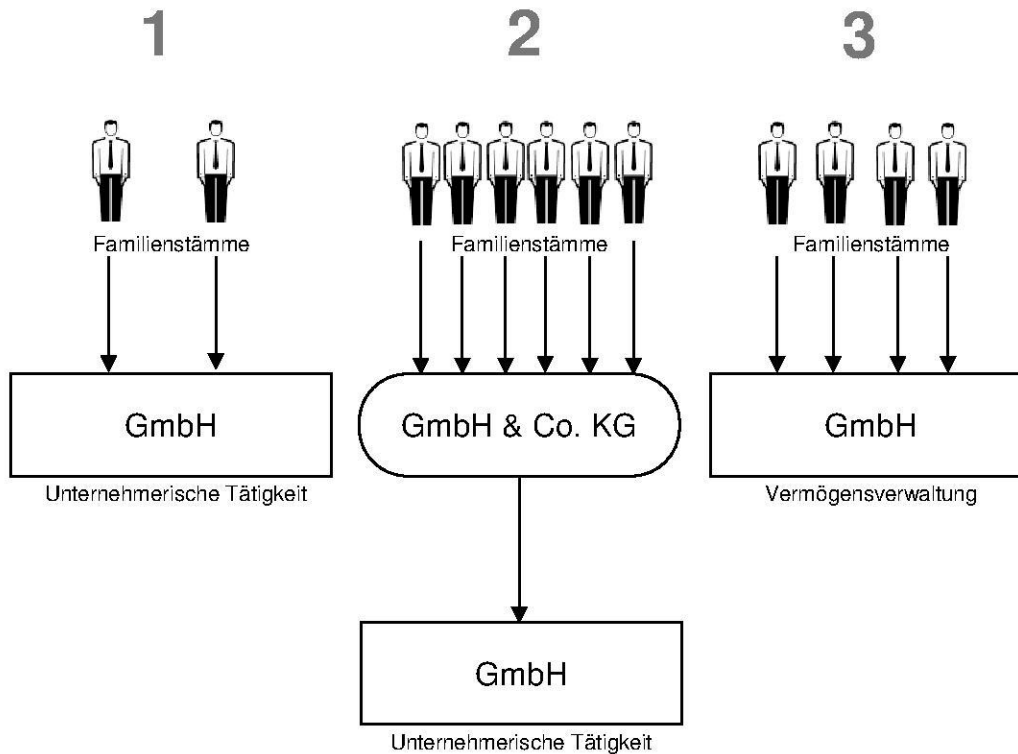 1 2 3
Familienstämme Familienstämme Familienstämme
GmbH GmbH & Co. KG GmbH
Unternehmerische Tätigkeit Vermögensverwaltung
GmbH
Unternehmerische Tätigkeit